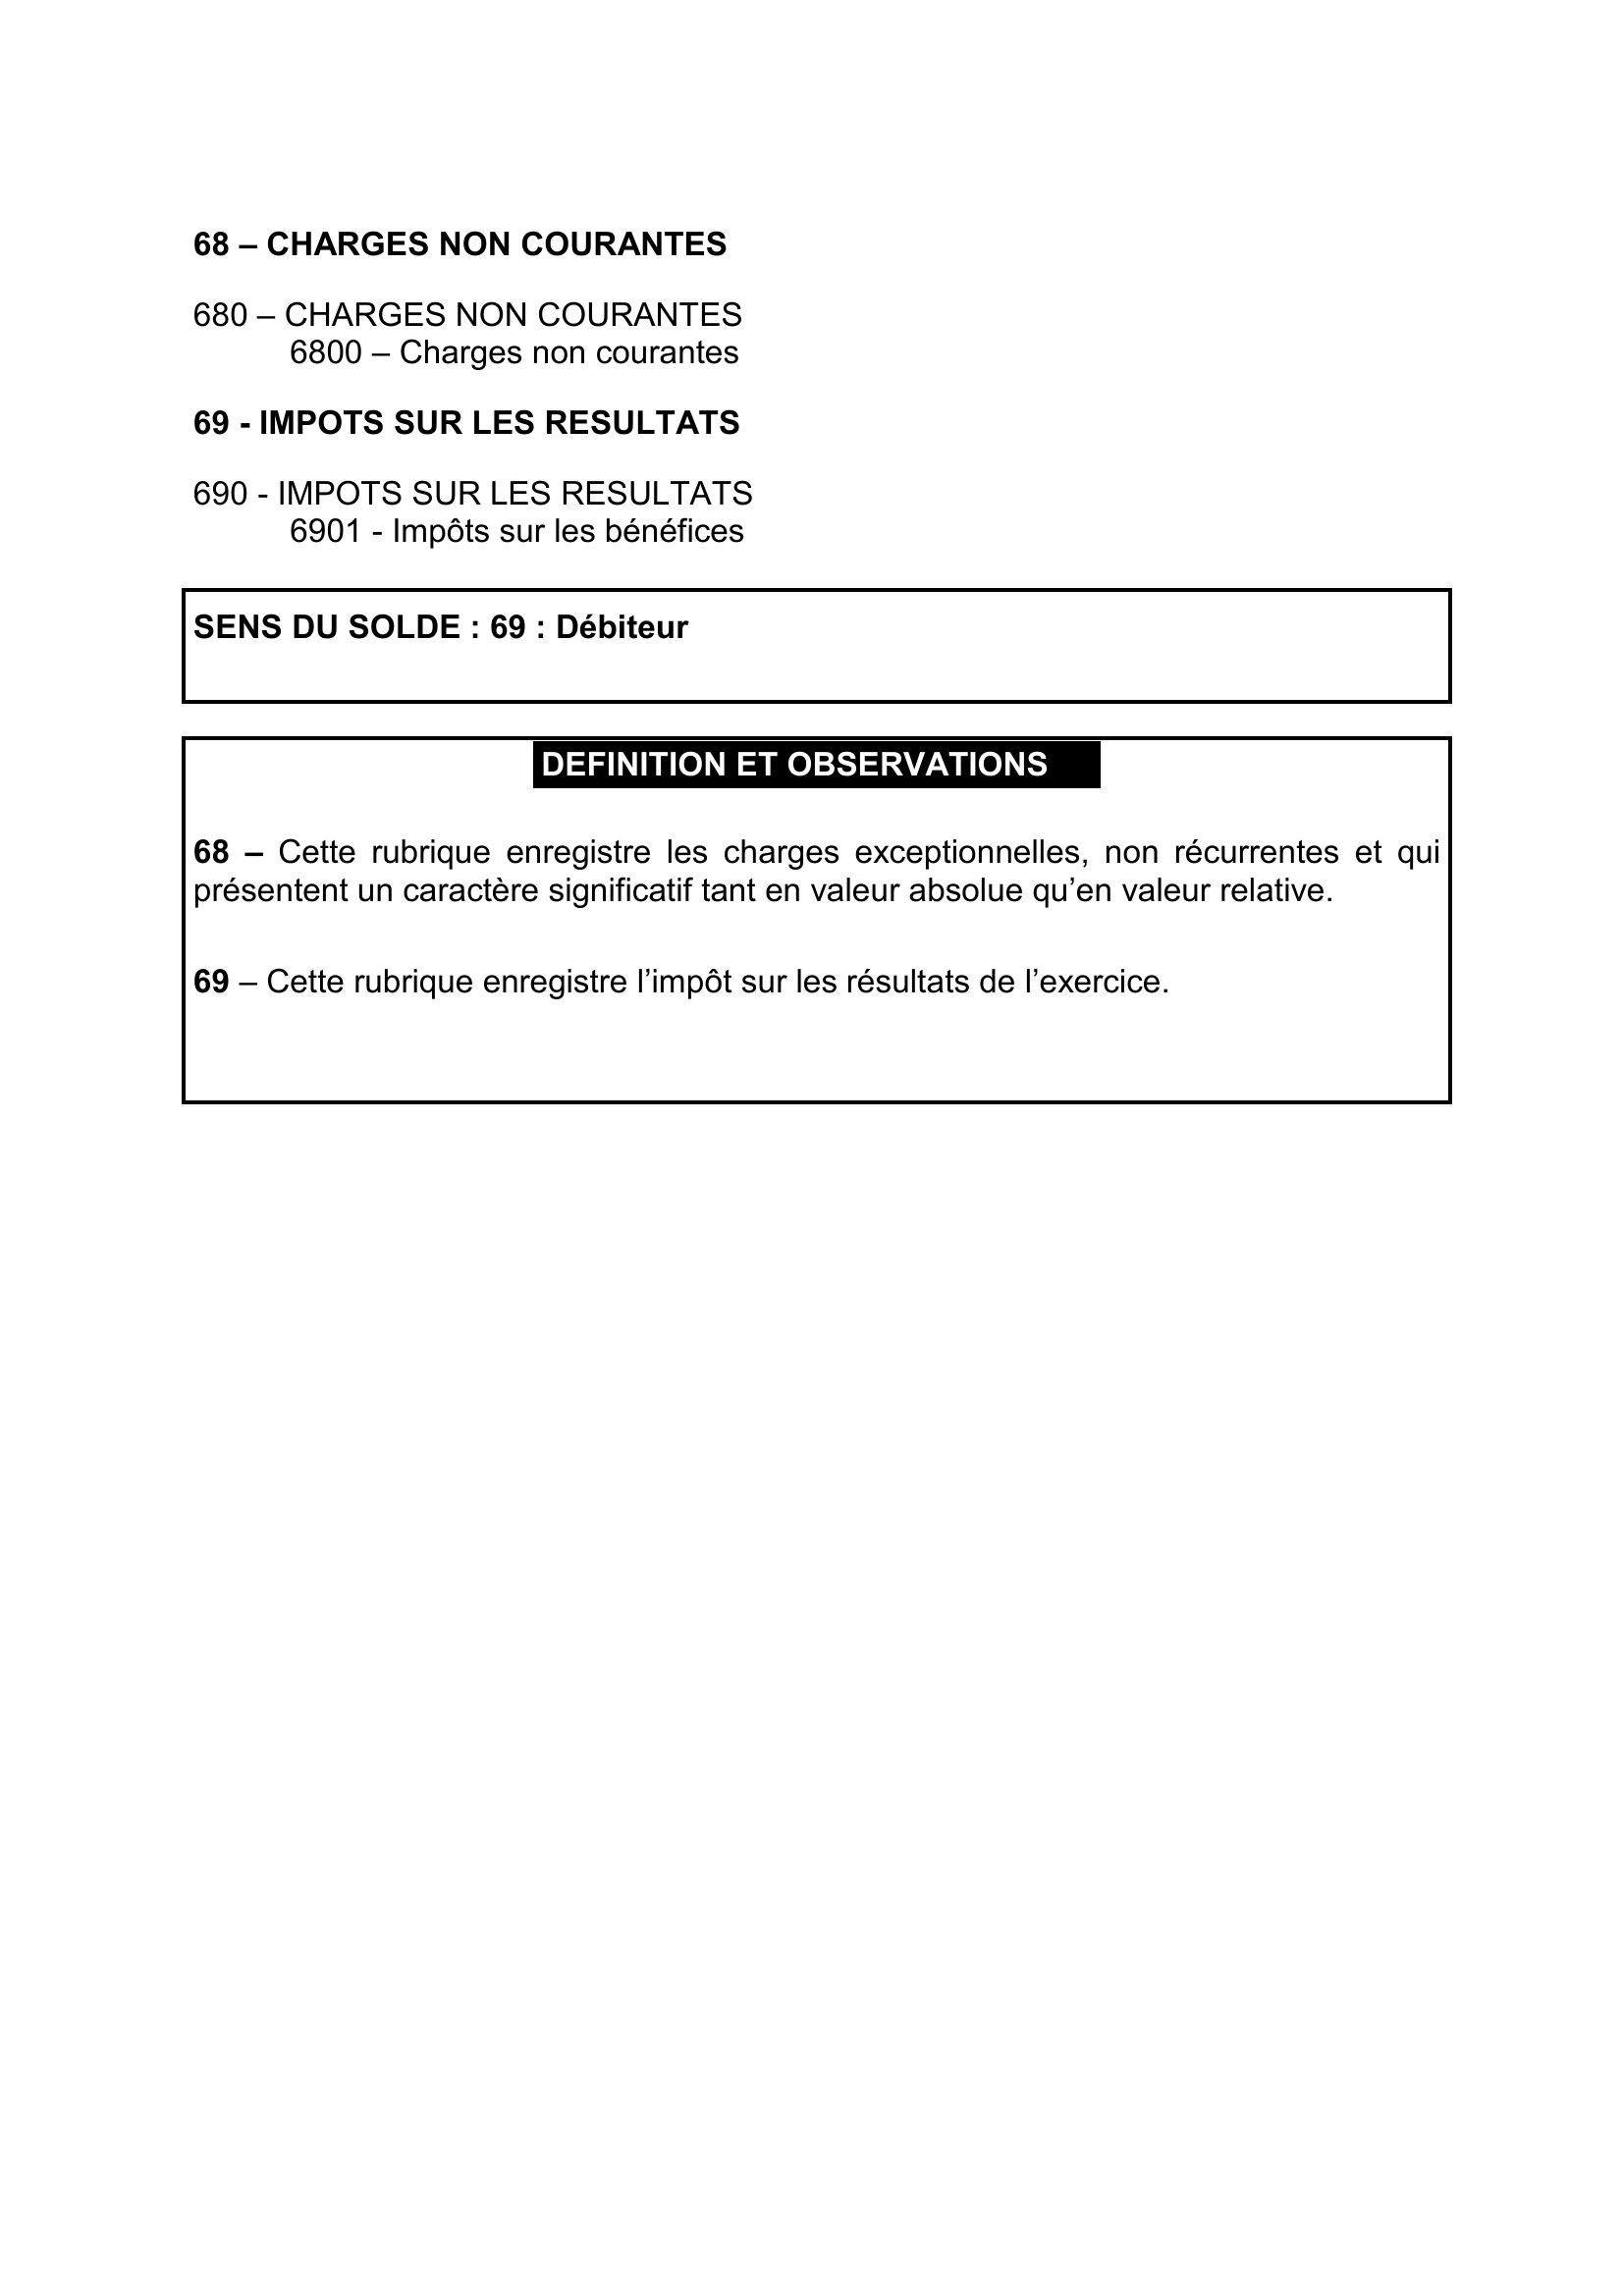 68 – CHARGES NON COURANTES
680 – CHARGES NON COURANTES
6800 – Charges non courantes
69 - IMPOTS SUR LES RESULTATS
690 - IMPOTS SUR LES RESULTATS
6901 - Impôts sur les bénéfices
SENS DU SOLDE : 69 : Débiteur
DEFINITION ET OBSERVATIONS
68 – Cette rubrique enregistre les charges exceptionnelles, non récurrentes et qui
présentent un caractère significatif tant en valeur absolue qu’en valeur relative.
69 – Cette rubrique enregistre l’impôt sur les résultats de l’exercice.